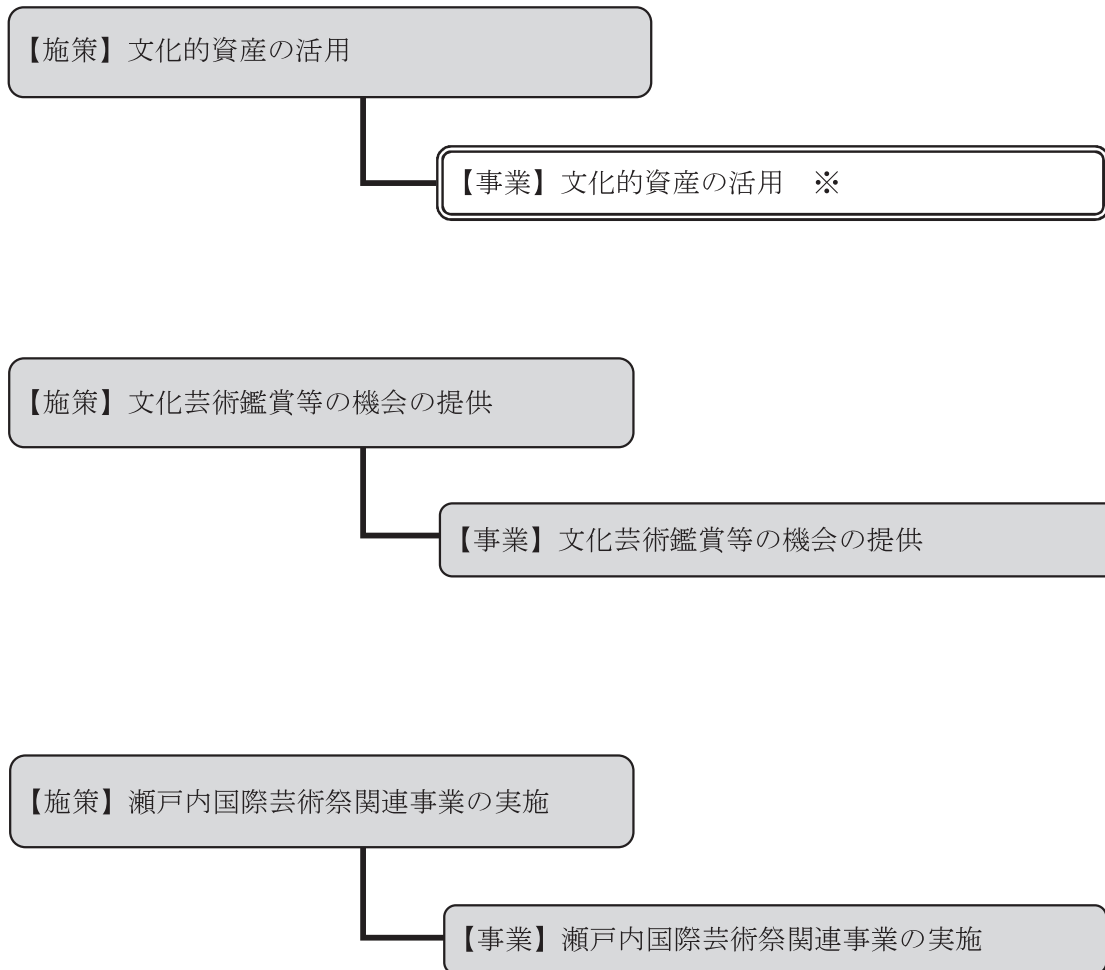 【施策】文化的資産の活用
【事業】文化的資産の活用　※
【施策】文化芸術鑑賞等の機会の提供
【事業】文化芸術鑑賞等の機会の提供
【施策】瀬戸内国際芸術祭関連事業の実施
【事業】瀬戸内国際芸術祭関連事業の実施